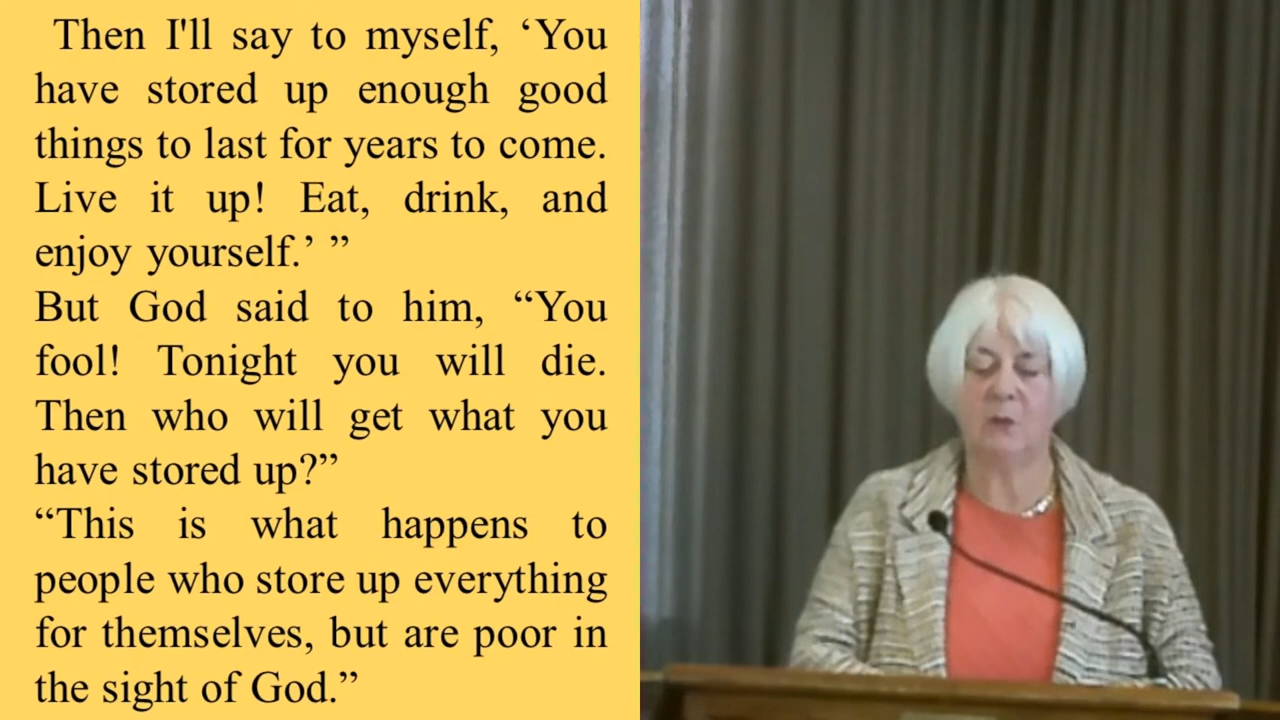 Then I'll say to myself, ‘You
have stored up enough good
things to last for years to come.
Live it up! Eat, drink, and
enjoy yourself.’ ”
But God said to him, “You
fool! Tonight you will die.
Then who will get what you
have stored up?”
“This is what happens to
people who store up everything
for themselves, but are poor in
the sight of God.”